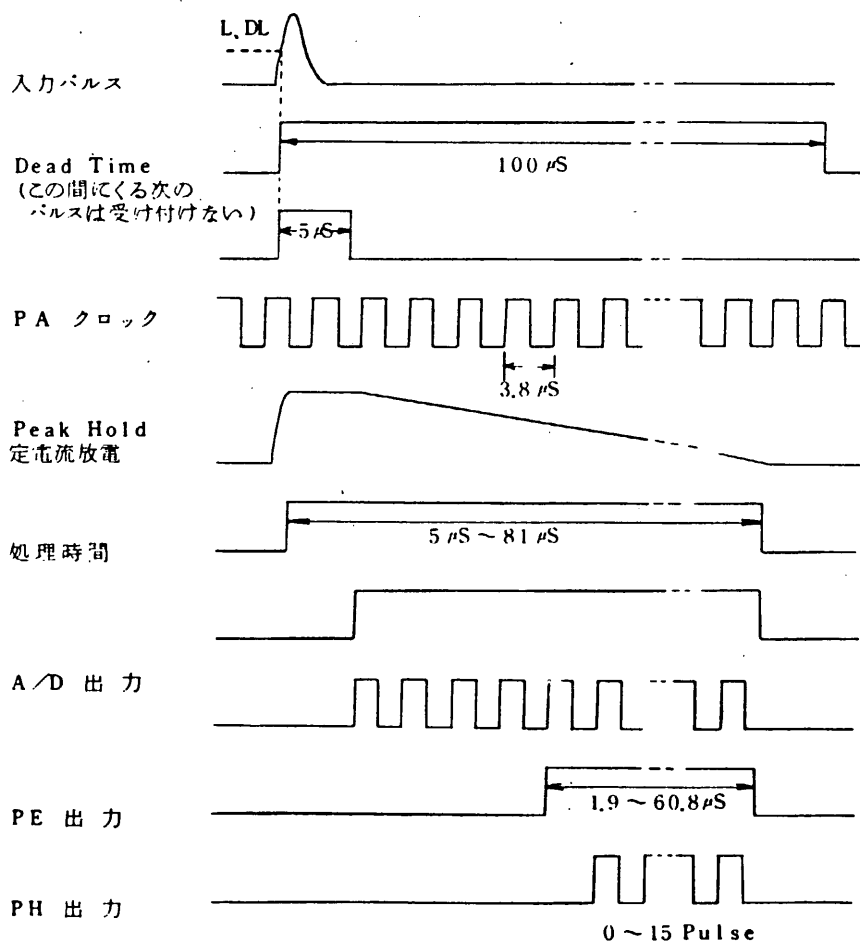 L、DL
入力パルス
100 μS
Dead Time
(この間にくる次の
パルスは受け付けない)
5 μS
PA クロック
3.8 μS
Peak Hold
定電流放電
5 μS ～ 81 μS
処理時間
A/D 出力
1.9 ～ 60.8 μS
PE 出力
PH 出力
0 ～ 15 Pulse